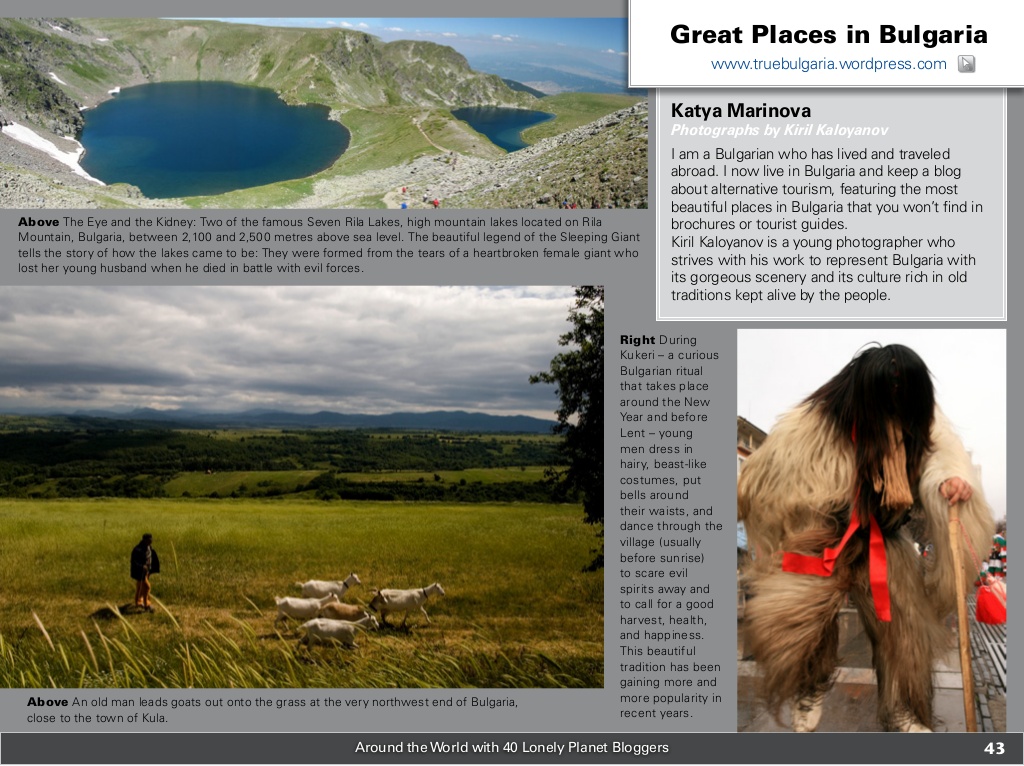 Great Places in Bulgaria
www.truebulgaria.wordpress.com
Katya Marinova
Photographs by Kiril Kaloyanov
I am a Bulgarian who has lived and traveled
abroad. I now live in Bulgaria and keep a blog
about alternative tourism, featuring the most
beautiful places in Bulgaria that you won’t find in
brochures or tourist guides.
Kiril Kaloyanov is a young photographer who
strives with his work to represent Bulgaria with
its gorgeous scenery and its culture rich in old
traditions kept alive by the people.
Above The Eye and the Kidney: Two of the famous Seven Rila Lakes, high mountain lakes located on Rila
Mountain, Bulgaria, between 2,100 and 2,500 metres above sea level. The beautiful legend of the Sleeping Giant
tells the story of how the lakes came to be: They were formed from the tears of a heartbroken female giant who
lost her young husband when he died in battle with evil forces.
Right During
Kukeri – a curious
Bulgarian ritual
that takes place
around the New
Year and before
Lent – young
men dress in
hairy, beast-like
costumes, put
bells around
their waists, and
dance through the
village (usually
before sunrise)
to scare evil
spirits away and
to call for a good
harvest, health,
and happiness.
This beautiful
tradition has been
gaining more and
more popularity in
recent years.
Above An old man leads goats out onto the grass at the very northwest end of Bulgaria,
close to the town of Kula.
Around the World with 40 Lonely Planet Bloggers
43